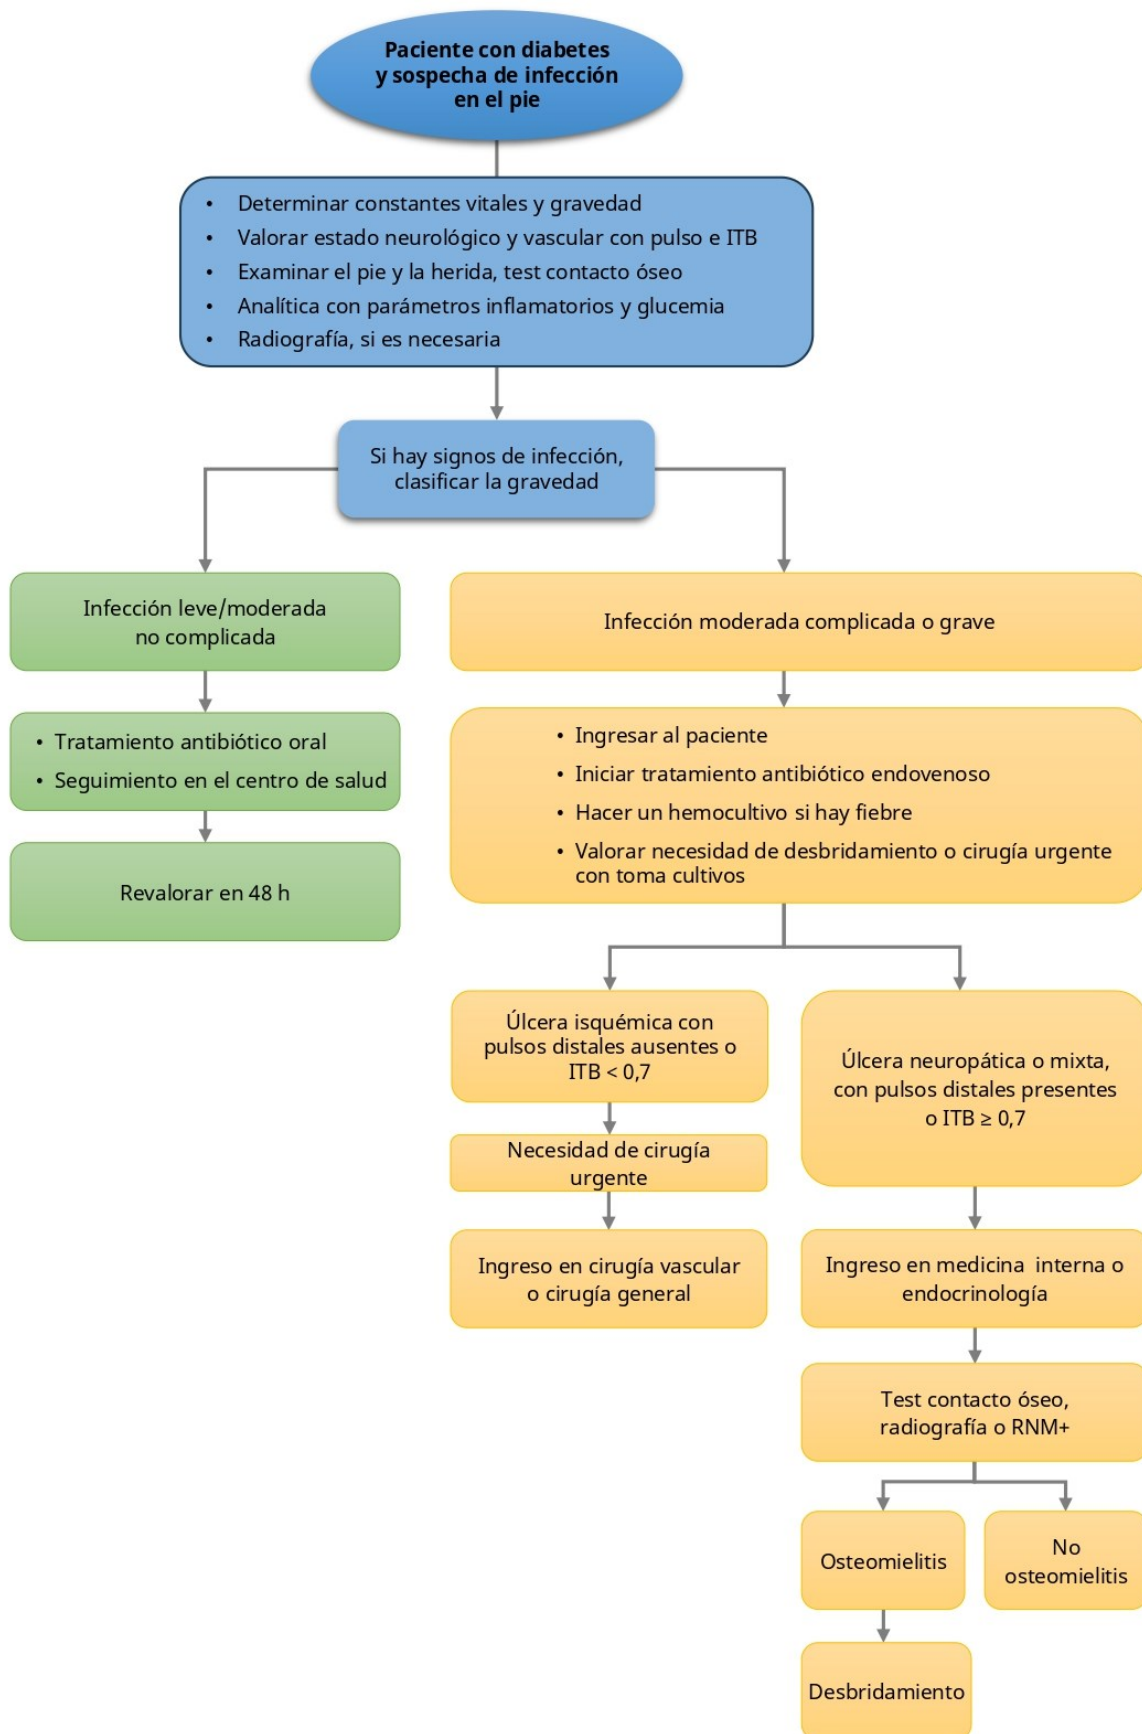 Paciente con diabetes
y sospecha de infección
en el pie
• Determinar constantes vitales y gravedad
• Valorar estado neurológico y vascular con pulso e ITB
• Examinar el pie y la herida, test contacto óseo
• Analítica con parámetros inflamatorios y glucemia
• Radiografía, si es necesaria
Si hay signos de infección,
clasificar la gravedad
Infección leve/moderada
no complicada
• Tratamiento antibiótico oral
• Seguimiento en el centro de salud
Revalorar en 48 h
Infección moderada complicada o grave
• Ingresar al paciente
• Iniciar tratamiento antibiótico endovenoso
• Hacer un hemocultivo si hay fiebre
• Valorar necesidad de desbridamiento o cirugía urgente
con toma cultivos
Úlcera isquémica con
pulsos distales ausentes o
ITB < 0,7
Necesidad de cirugía
urgente
Ingreso en cirugía vascular
o cirugía general
Úlcera neuropática o mixta,
con pulsos distales presentes
o ITB ≥ 0,7
Ingreso en medicina interna o
endocrinología
Test contacto óseo,
radiografía o RNM+
Osteomielitis
No
osteomielitis
Desbridamiento